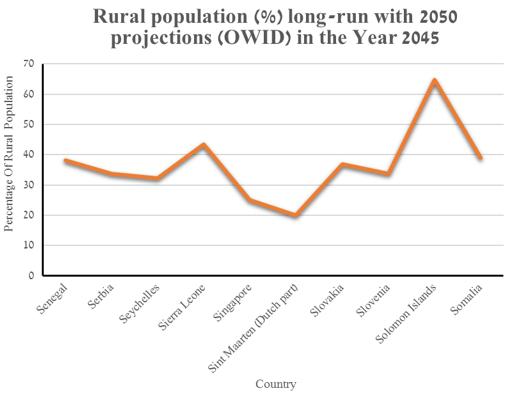 Rural population (%) long-run with 2050
projections (OWID) in the Year 2045
Percentage Of Rural Population
70
60
50
40
30
20
10
0
Senegal
Serbia
Seychelles
Sierra Leone
Singapore
Sint Maarten (Dutch part)
Slovakia
Slovenia
Solomon Islands
Somalia
Country